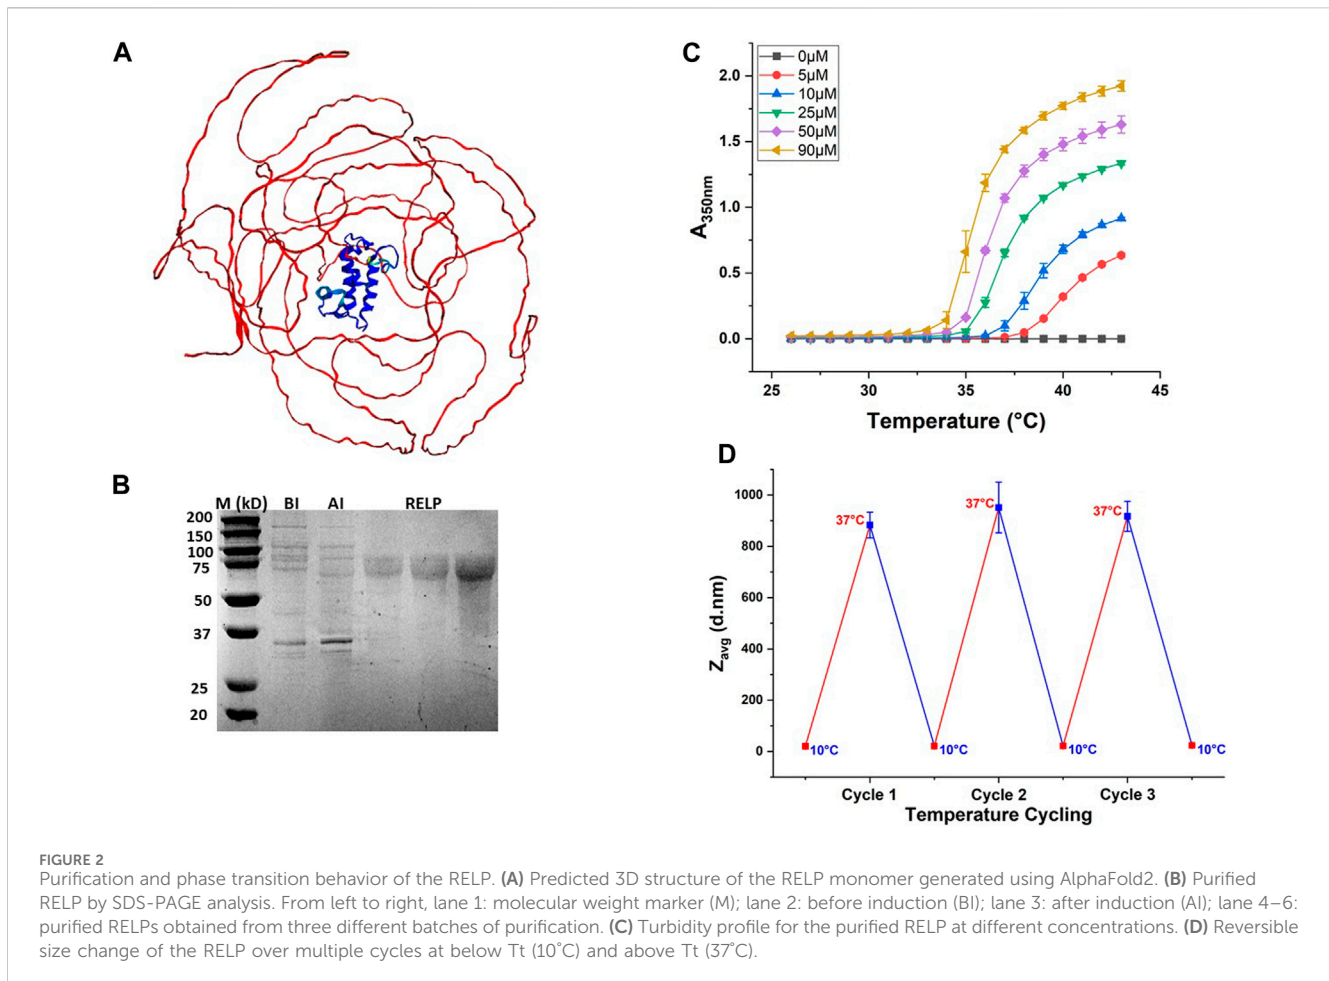 A
B
M (kD) BI AI RELP
200
150
100
75
50
37
25
20
C
0µM
5µM
10µM
25µM
50µM
90µM
2.0
1.5
1.0
0.5
0.0
A350nm
25 30 35 40 45
Temperature (°C)
D
1000
800
600
400
200
0
Zavg (d.nm)
37°C 37°C 37°C
10°C 10°C 10°C 10°C
Cycle 1 Cycle 2 Cycle 3
Temperature Cycling
FIGURE 2
Purification and phase transition behavior of the RELP. (A) Predicted 3D structure of the RELP monomer generated using AlphaFold2. (B) Purified
RELP by SDS-PAGE analysis. From left to right, lane 1: molecular weight marker (M); lane 2: before induction (BI); lane 3: after induction (AI); lane 4–6:
purified RELPs obtained from three different batches of purification. (C) Turbidity profile for the purified RELP at different concentrations. (D) Reversible
size change of the RELP over multiple cycles at below Tt (10˚C) and above Tt (37˚C).